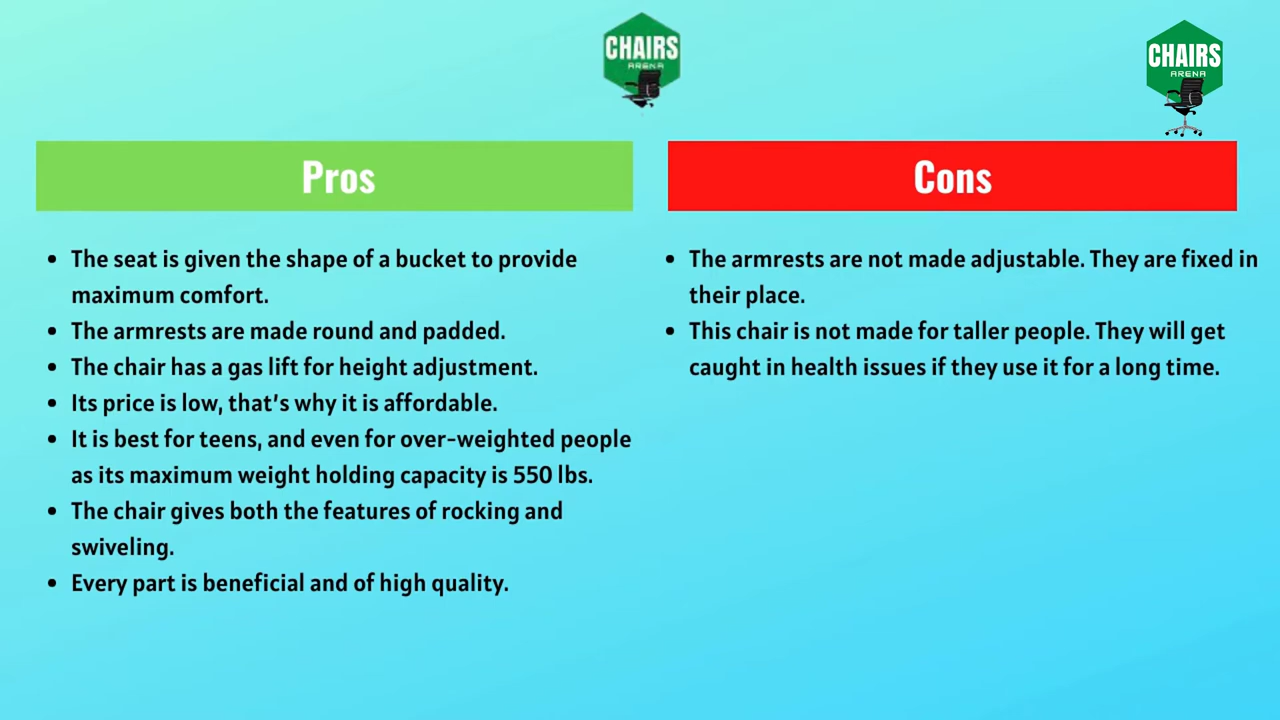 CHAIRS
ARENA
CHAIRS
ARENA
Pros
• The seat is given the shape of a bucket to provide
maximum comfort.
• The armrests are made round and padded.
• The chair has a gas lift for height adjustment.
• Its price is low, that's why it is affordable.
• It is best for teens, and even for over-weighted people
as its maximum weight holding capacity is 550 lbs.
• The chair gives both the features of rocking and
swiveling.
• Every part is beneficial and of high quality.
Cons
• The armrests are not made adjustable. They are fixed in
their place.
• This chair is not made for taller people. They will get
caught in health issues if they use it for a long time.